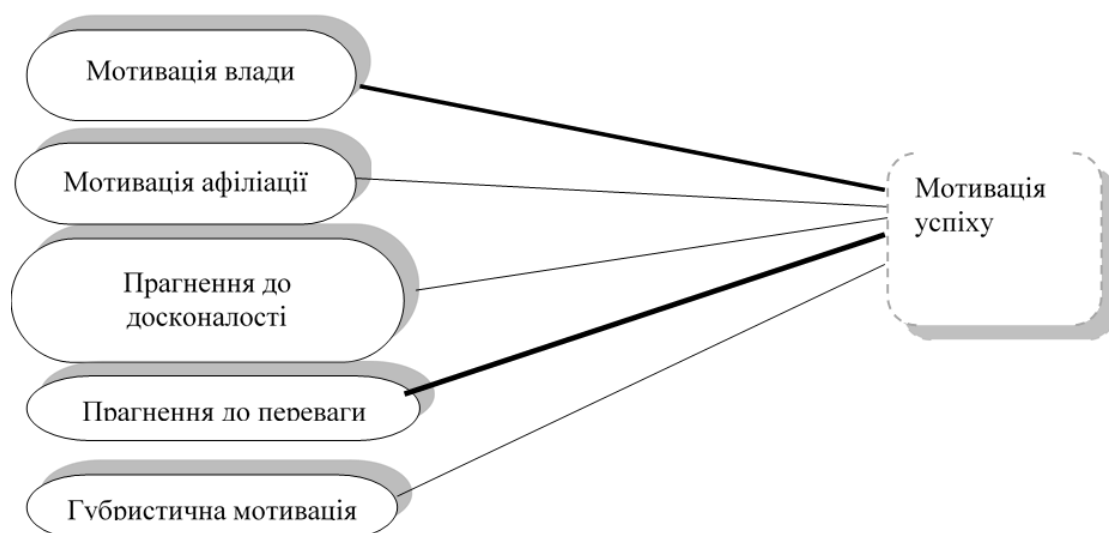 Мотивація влади
Мотивація афіліації
Прагнення до
досконалості
Прагнення до переваги
Губристична мотивація
Мотивація
успіху